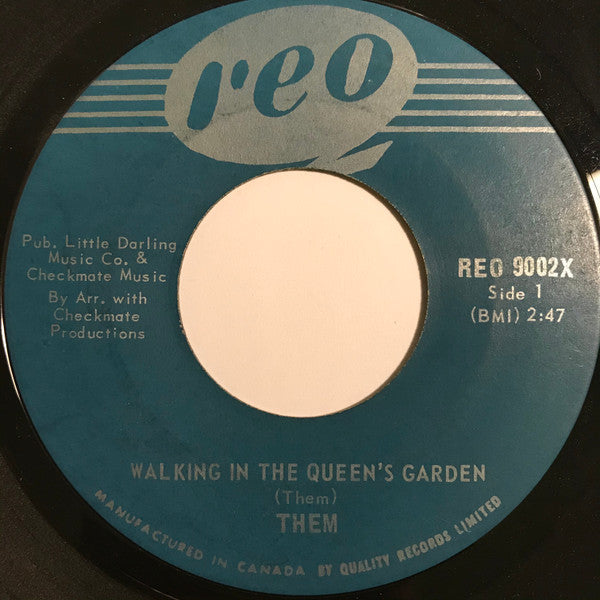 reo
Pub. Little Darling
Music Co. &
Checkmate Music
By Arr. with
Checkmate
Productions
REO 9002X
Side 1
(BMI) 2:47
WALKING IN THE QUEEN'S GARDEN
(Them)
THEM
MANUFACTURED IN CANADA BY QUALITY RECORDS LIMITED